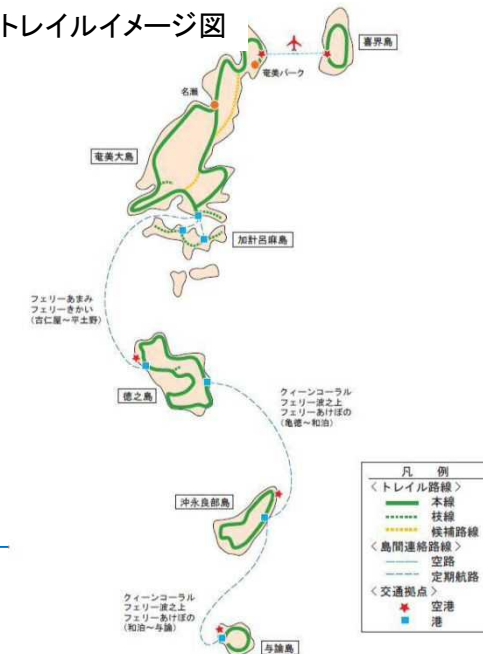 トレイルイメージ図
喜界島
奄美パーク
名瀬
奄美大島
加計呂麻島
フェリーあまみ
フェリーきかい
(古仁屋～平土野)
徳之島
クィーンコーラル
フェリー波之上
フェリーあけぼの
(亀徳～和泊)
沖永良部島
クィーンコーラル
フェリー波之上
フェリーあけぼの
(和泊～与論)
与論島
凡 例
〈トレイル路線〉
本線
枝線
候補路線
〈島間連絡路線〉
空路
定期航路
〈交通拠点〉
空港
港